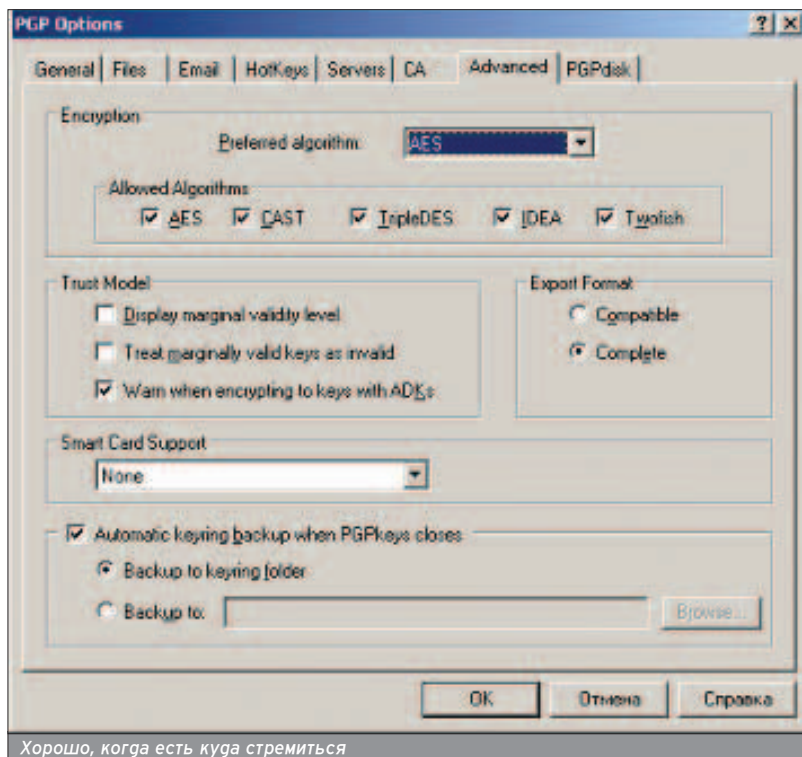 PGP Options
General Files Email HotKeys Servers CA Advanced PGPdisk
Encryption
Preferred algorithm: AES
Allowed Algorithms
AES CAST TripleDES IDEA Twofish
Trust Model
Display marginal validity level
Treat marginally valid keys as invalid
Warn when encrypting to keys with ADKs
Export Format
Compatible
Complete
Smart Card Support
None
Automatic keyring backup when PGPkeys closes
Backup to keyring folder
Backup to: Browse...
OK Отмена Справка
Хорошо, когда есть куда стремиться